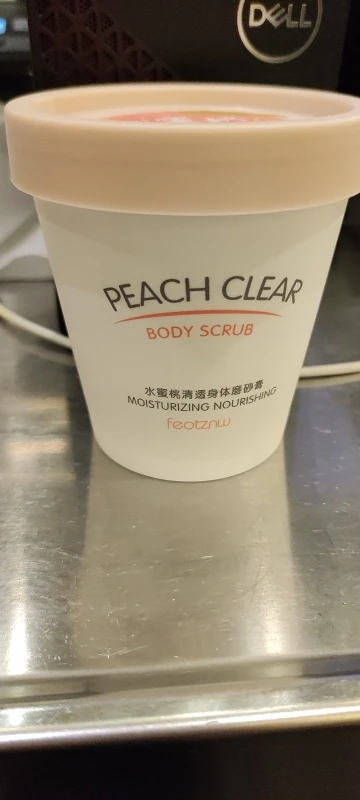 DELL
PEACH CLEAR
BODY SCRUB
水蜜桃清透身体磨砂膏
MOISTURIZING NOURISHING
feotznw